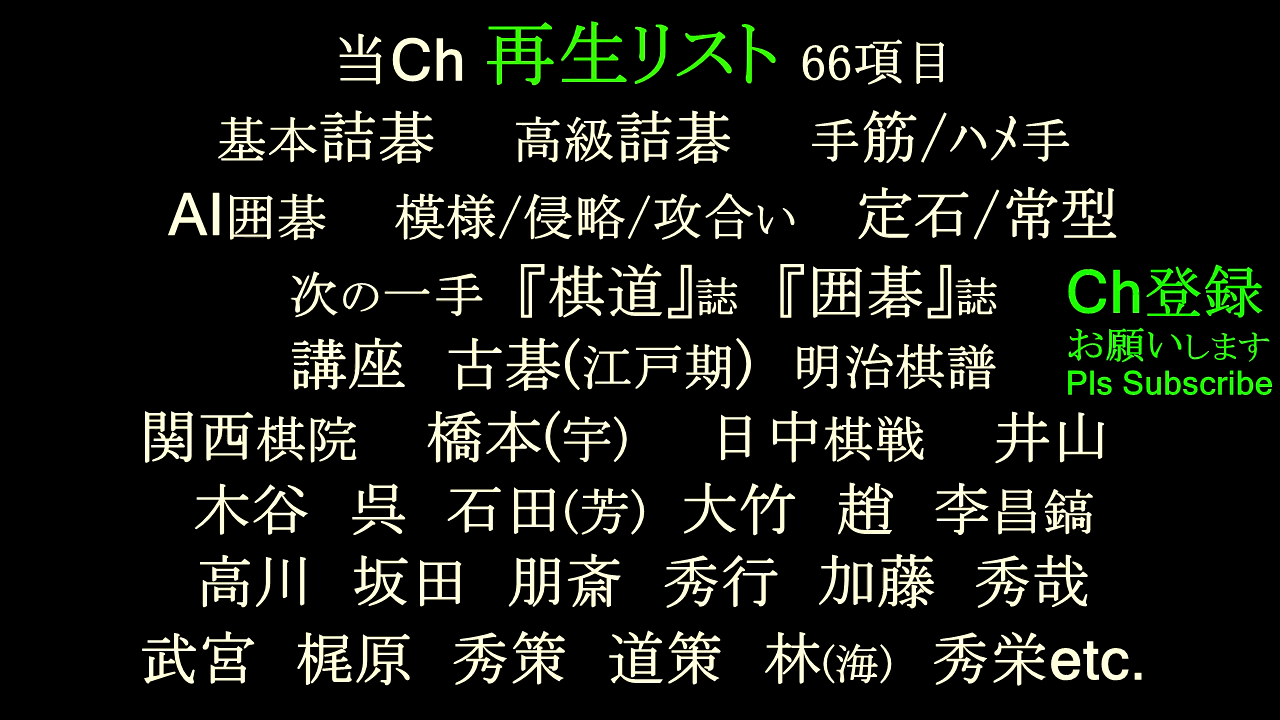 当Ch 再生リスト 66項目
基本詰碁 高級詰碁 手筋/ハメ手
AI囲碁 模様/侵略/攻合い 定石/常型
次の一手 『棋道』誌 『囲碁』誌
講座 古碁(江戸期) 明治棋譜
Ch登録
お願いします
Pls Subscribe
関西棋院 橋本(宇) 日中棋戦 井山
木谷 呉 石田(芳) 大竹 趙 李昌鎬
高川 坂田 朋斎 秀行 加藤 秀哉
武宮 梶原 秀策 道策 林(海) 秀栄etc.